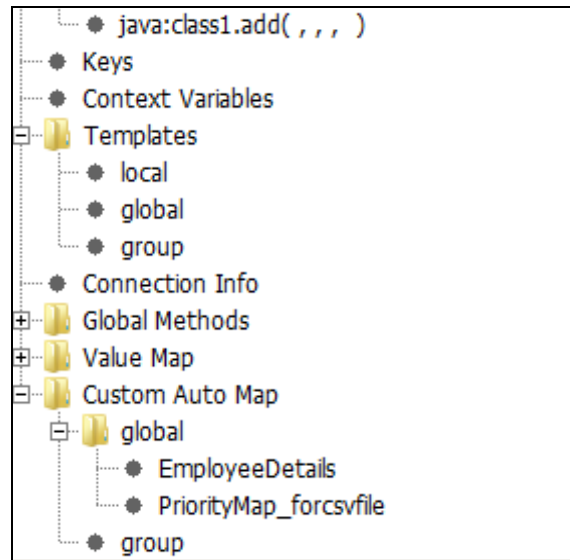 java:class1.add( , , , )
Keys
Context Variables
Templates
local
global
group
Connection Info
Global Methods
Value Map
Custom Auto Map
global
EmployeeDetails
PriorityMap_forcsvfile
group